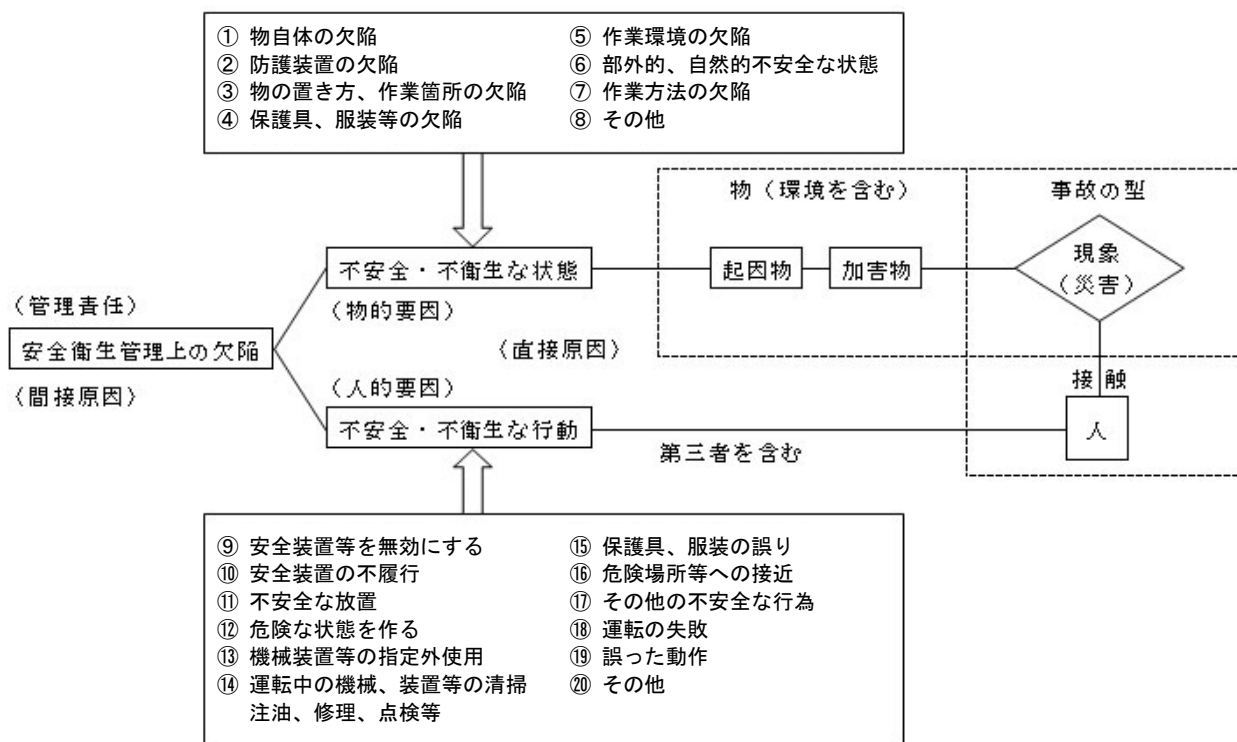 ① 物自体の欠陥
② 防護装置の欠陥
③ 物の置き方、作業箇所の欠陥
④ 保護具、服装等の欠陥
⑤ 作業環境の欠陥
⑥ 部外的、自然的不安全な状態
⑦ 作業方法の欠陥
⑧ その他
物（環境を含む）
事故の型
不安全・不衛生な状態
起因物
加害物
現象
（災害）
（物的要因）
（管理責任）
安全衛生管理上の欠陥
（間接原因）
（直接原因）
（人的要因）
不安全・不衛生な行動
第三者を含む
接触
人
⑨ 安全装置等を無効にする
⑩ 安全装置の不履行
⑪ 不安全な放置
⑫ 危険な状態を作る
⑬ 機械装置等の指定外使用
⑭ 運転中の機械、装置等の清掃
注油、修理、点検等
⑮ 保護具、服装の誤り
⑯ 危険場所等への接近
⑰ その他の不安全な行為
⑱ 運転の失敗
⑲ 誤った動作
⑳ その他